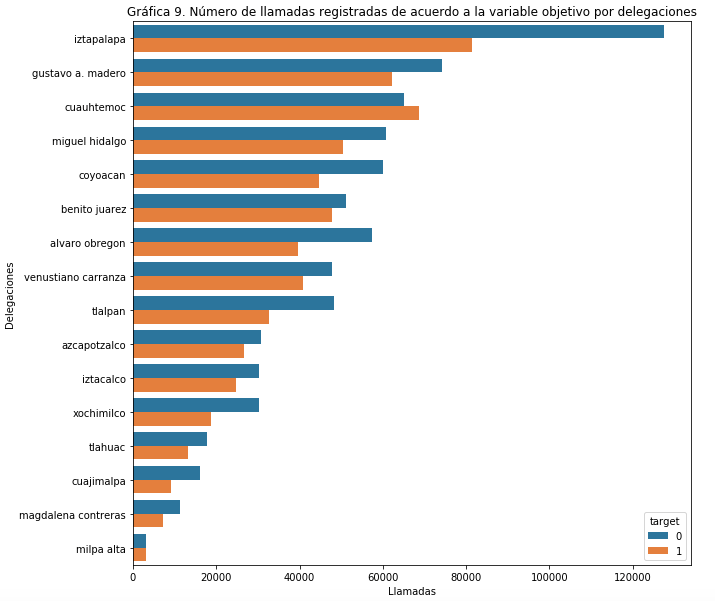 Gráfica 9. Número de llamadas registradas de acuerdo a la variable objetivo por delegaciones
iztapalapa
gustavo a. madero
cuauhtemoc
miguel hidalgo
coyoacan
benito juarez
alvaro obregon
venustiano carranza
tlalpan
azcapotzalco
iztacalco
xochimilco
tlahuac
cuajimalpa
magdalena contreras
milpa alta
Delegaciones
0
20000
40000
60000
80000
100000
120000
Llamadas
target
0
1